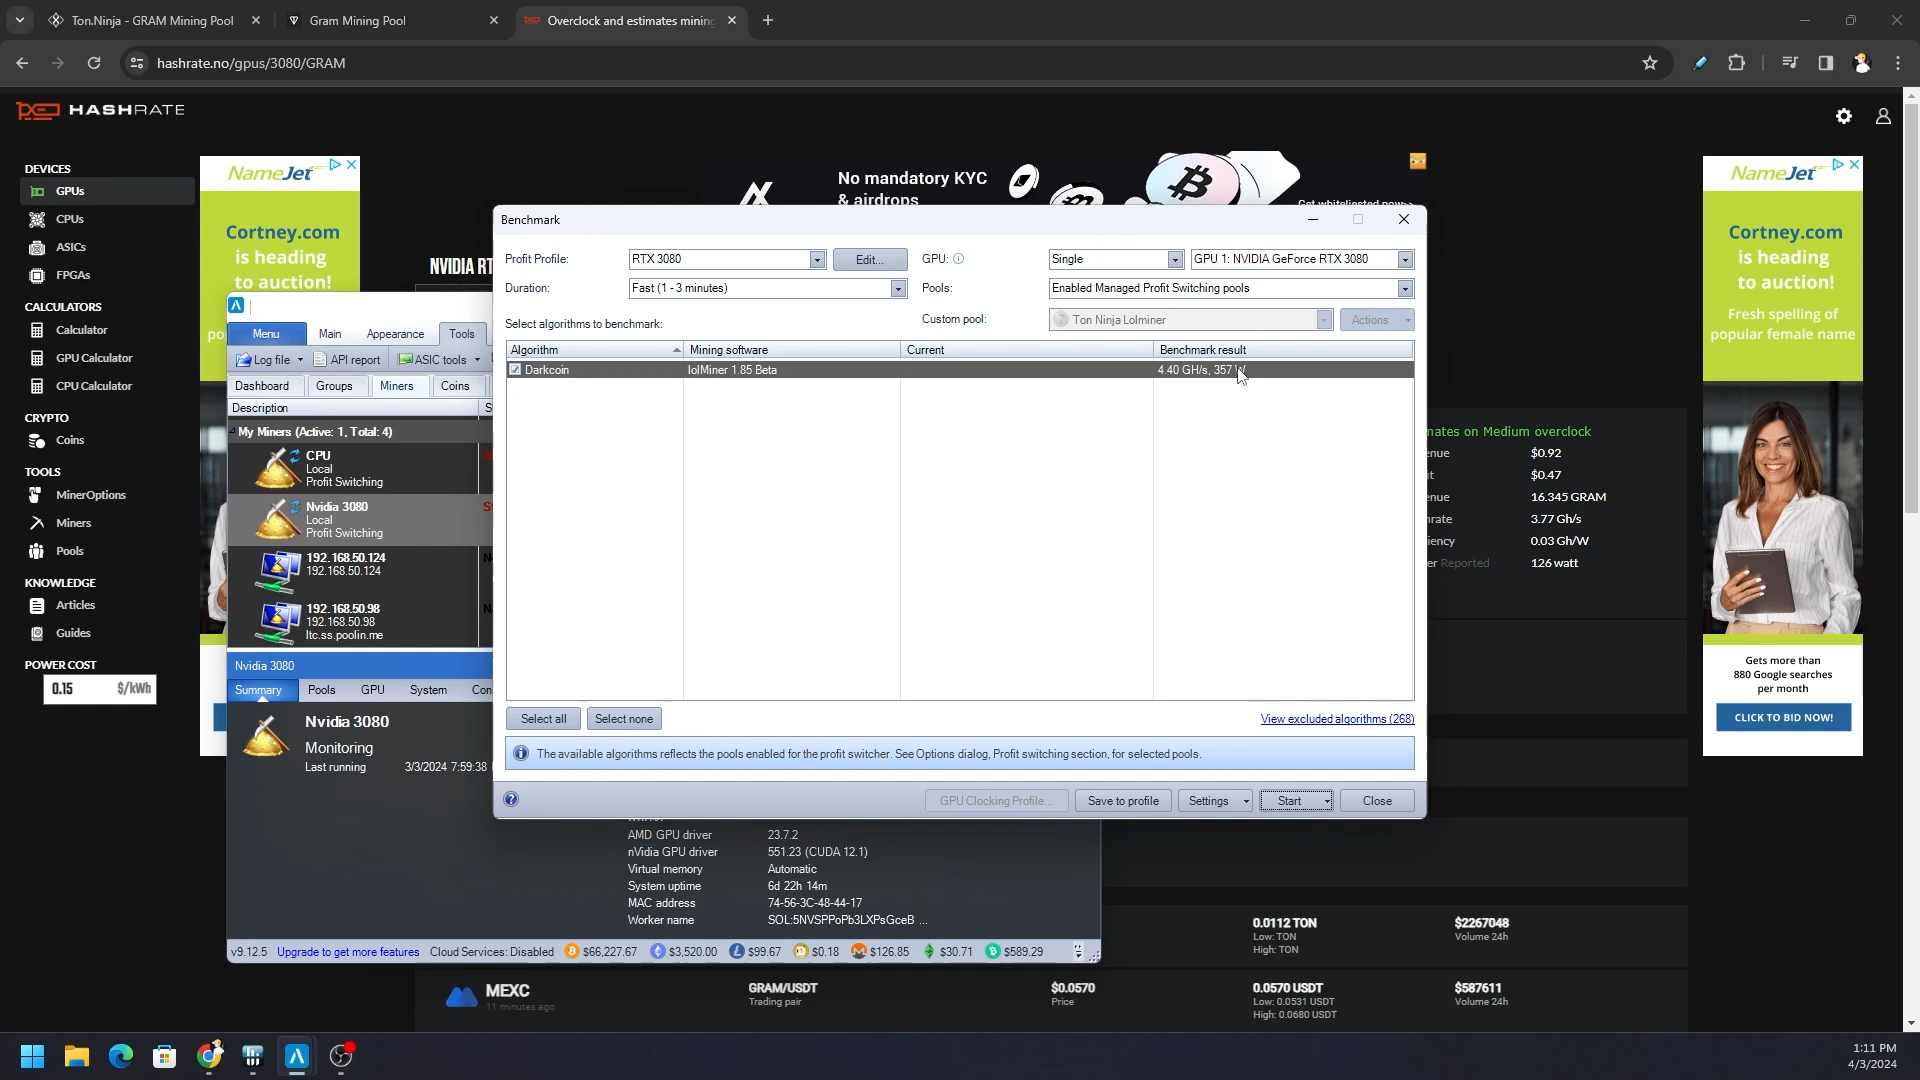 Ton.Ninja - GRAM Mining Pool
Gram Mining Pool
Overclock and estimates mining
hashrate.no/gpus/3080/GRAM
HASHRATE
DEVICES
GPUs
CPUs
ASICs
FPGAs
CALCULATORS
Calculator
GPU Calculator
CPU Calculator
CRYPTO
Coins
TOOLS
MinerOptions
Miners
Pools
KNOWLEDGE
Articles
Guides
POWER COST
0.15 $/kWh
NameJet
Cortney.com
is heading
to auction!
po
No mandatory KYC
& airdrops
Get whitelisted now>>
NVIDIA RT
Menu Main Appearance Tools
Log file API report ASIC tools
Dashboard Groups Miners Coins
Description S
My Miners (Active: 1, Total: 4)
CPU
Local
Profit Switching
Nvidia 3080
Local
Profit Switching
192.168.50.124
192.168.50.124
192.168.50.98
192.168.50.98
ltc.ss.poolin.me
Nvidia 3080
Summary Pools GPU System Con
Nvidia 3080
Monitoring
Last running 3/3/2024 7:59:38
AMD GPU driver 23.7.2
nVidia GPU driver 551.23 (CUDA 12.1)
Virtual memory Automatic
System uptime 6d 22h 14m
MAC address 74-56-3C-48-44-17
Worker name SOL:5NVSPPoPb3LXPsGceB ...
v9.12.5 Upgrade to get more features Cloud Services: Disabled $66,227.67 $3,520.00 $99.67 $0.18 $126.85 $30.71 $589.29
Benchmark
Profit Profile: RTX 3080 Edit... GPU: Single GPU 1: NVIDIA GeForce RTX 3080
Duration: Fast (1 - 3 minutes) Pools: Enabled Managed Profit Switching pools
Select algorithms to benchmark: Custom pool: Ton Ninja Lolminer Actions
Algorithm Mining software Current Benchmark result
Darkcoin lolMiner 1.85 Beta 4.40 GH/s, 357 W
Select all Select none View excluded algorithms (268)
The available algorithms reflects the pools enabled for the profit switcher. See Options dialog, Profit switching section, for selected pools.
GPU Clocking Profile... Save to profile Settings Start Close
mates on Medium overclock
enue $0.92
it $0.47
enue 16.345 GRAM
rate 3.77 Gh/s
iency 0.03 Gh/W
er Reported 126 watt
0.0112 TON $2267048
Low: TON Volume 24h
High: TON
MEXC GRAM/USDT $0.0570 0.0570 USDT $587611
11 minutes ago Trading pair Price Low: 0.0531 USDT Volume 24h
High: 0.0680 USDT
NameJet
Cortney.com
is heading
to auction!
Fresh spelling of
popular female name
Gets more than
880 Google searches
per month
CLICK TO BID NOW!
1:11 PM
4/3/2024